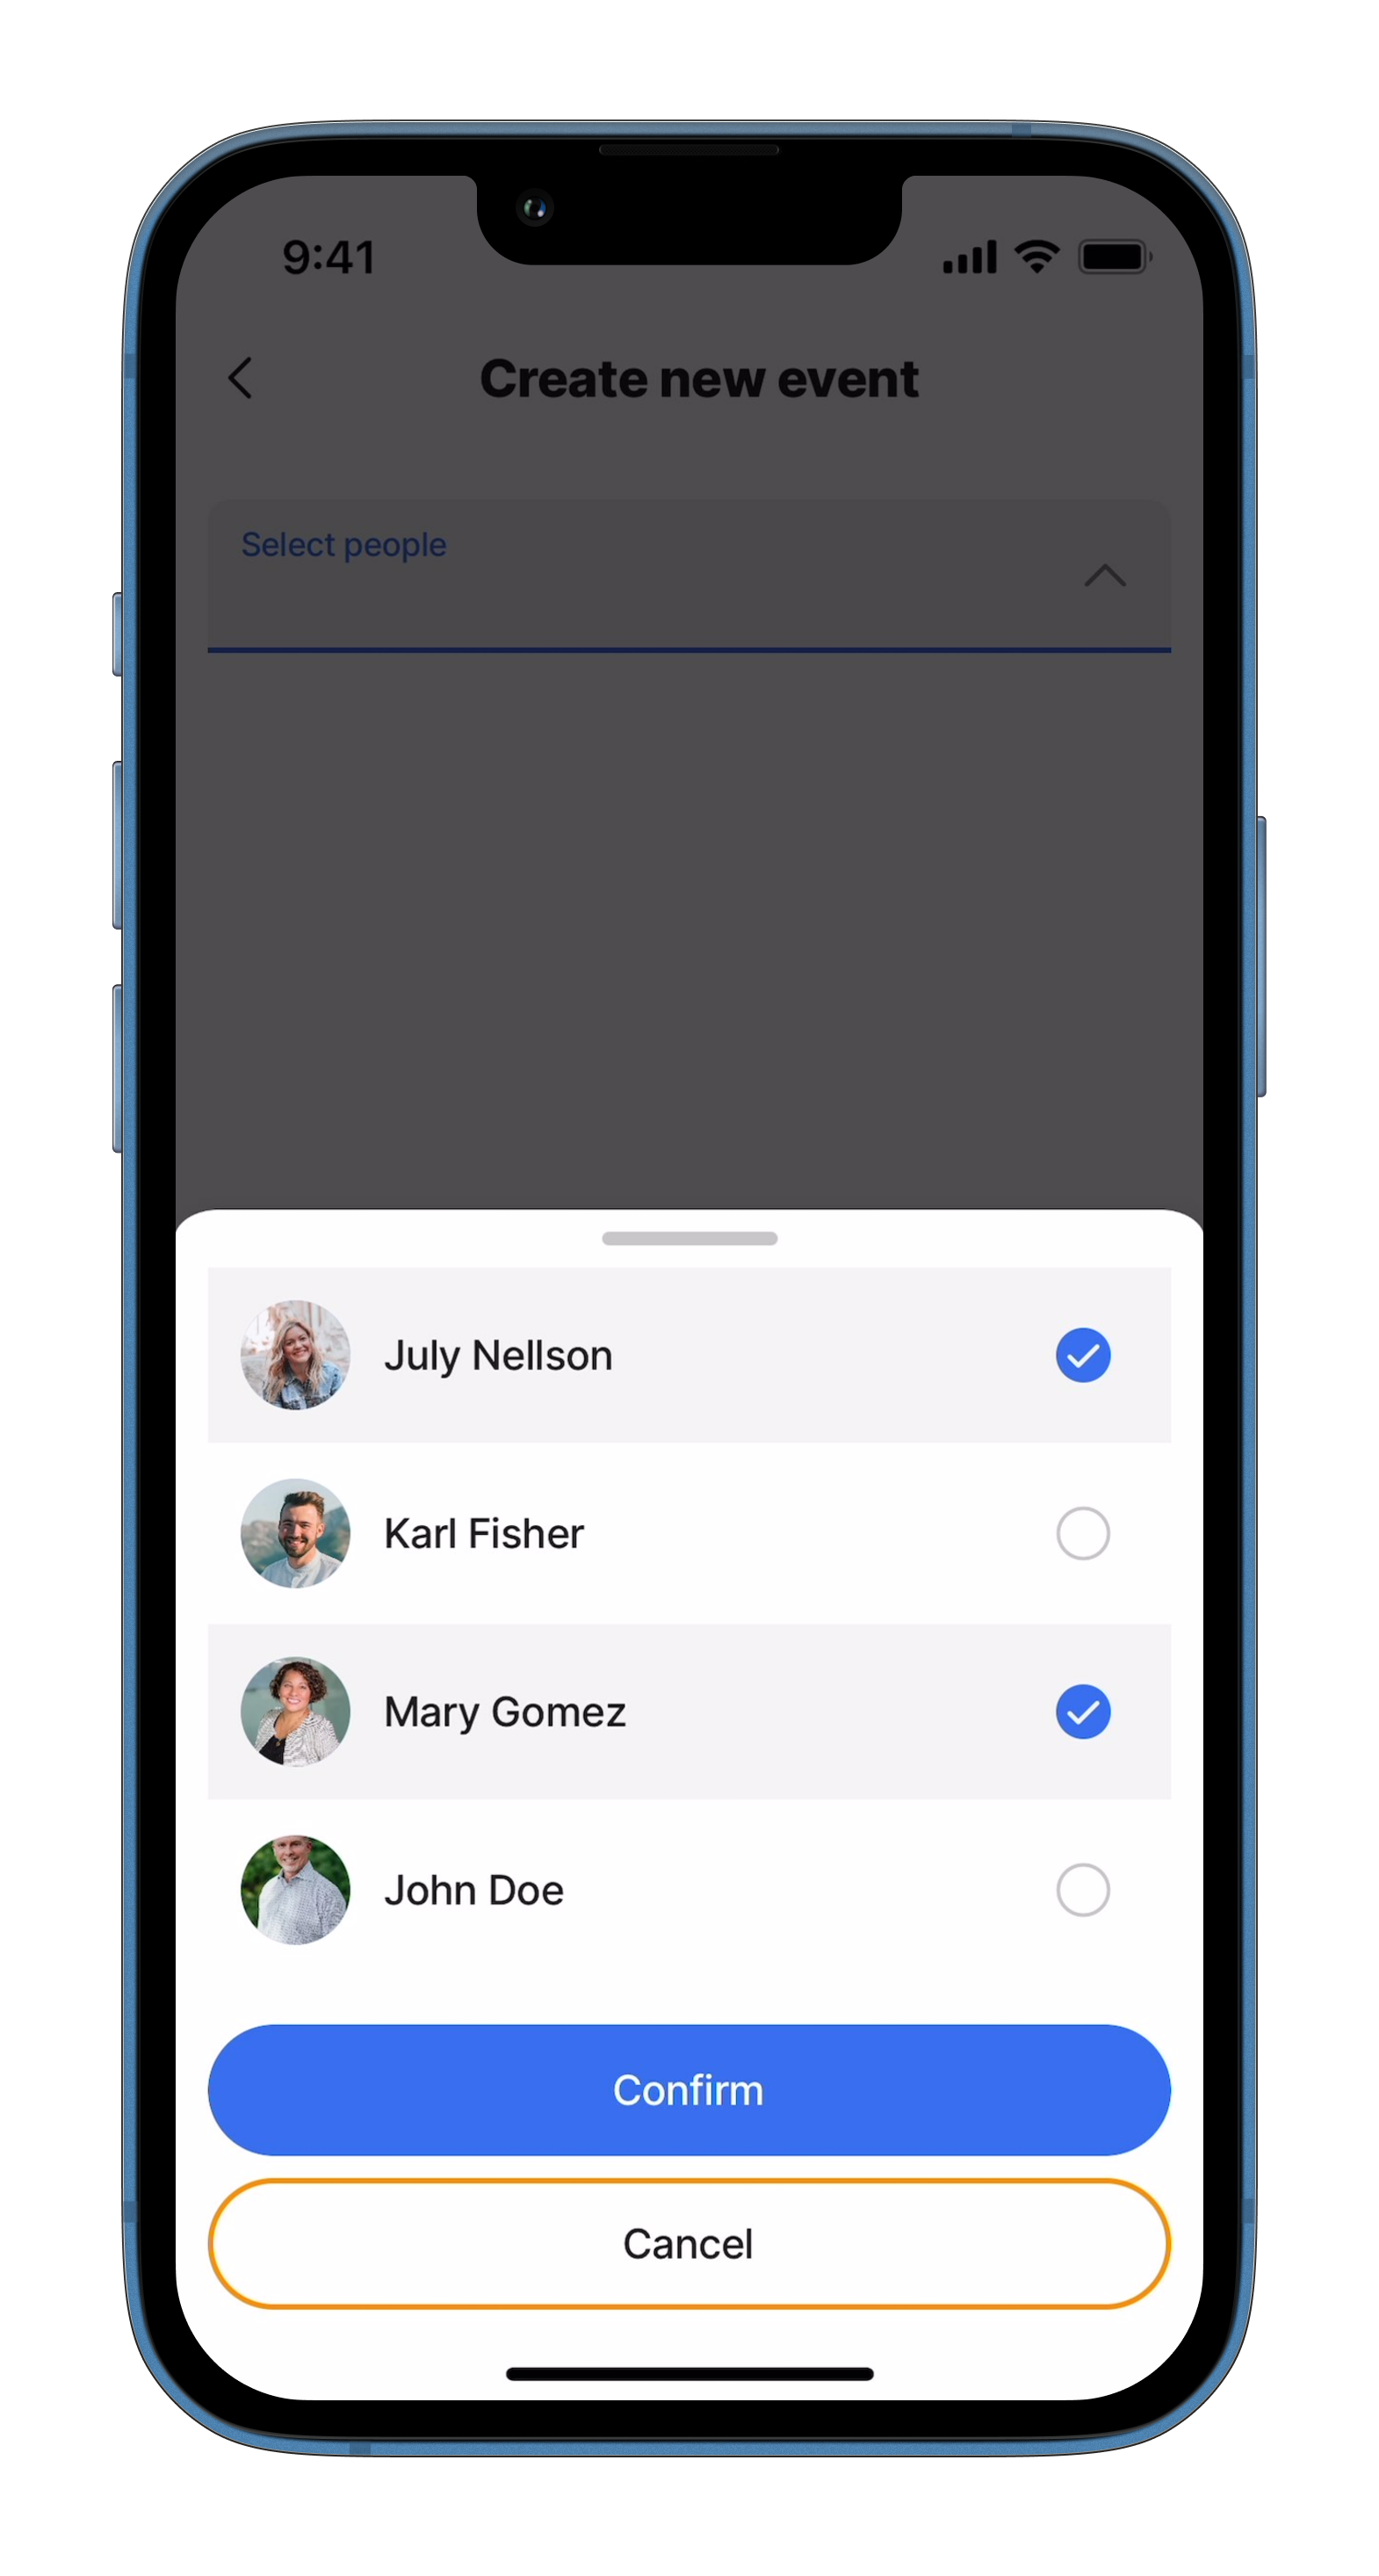 9:41
Create new event
Select people
July Nellson
Karl Fisher
Mary Gomez
John Doe
Confirm
Cancel